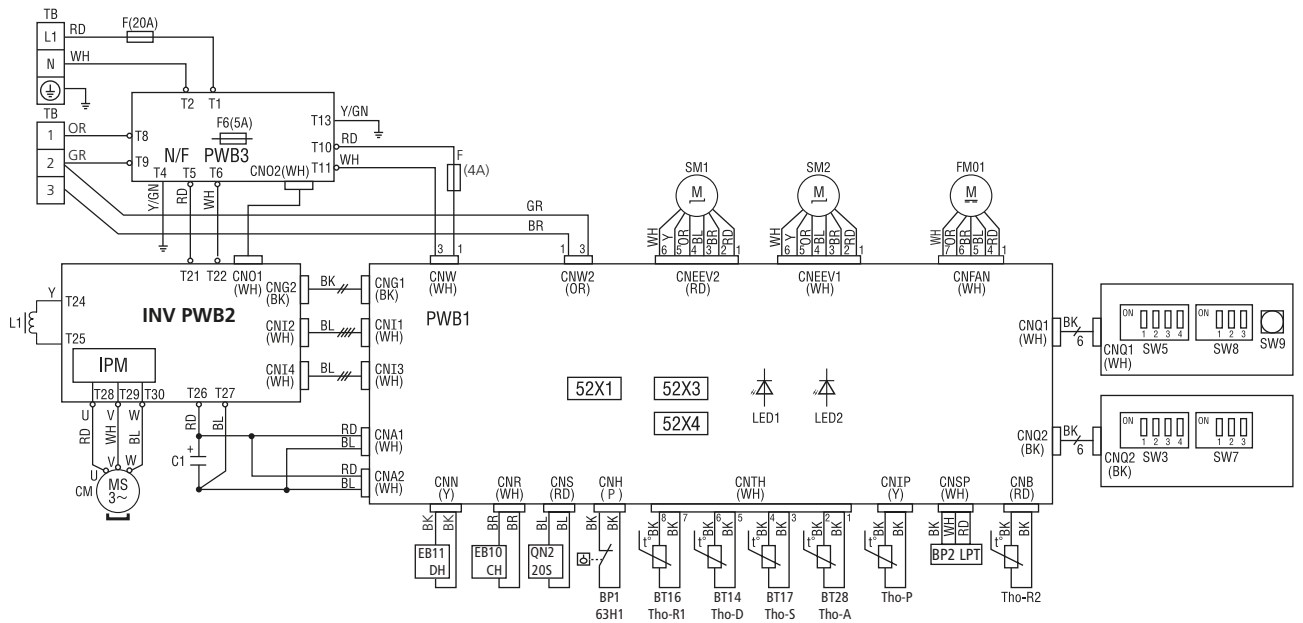 TB
L1 RD F(20A)
N WH
TB
1 OR
2 GR
3
T2 T1
T8
T9
F6(5A)
N/F PWB3
T4 T5 T6
CNO2(WH)
T13 Y/GN
T10 RD
T11 WH
F
(4A)
Y/GN RD WH
GR
BR
SM1
M
WH Y OR BL BR RD
6 5 4 3 2 1
CNEEV2
(RD)
SM2
M
WH Y OR BL BR RD
6 5 4 3 2 1
CNEEV1
(WH)
FM01
M
WH OR BR BL RD
7 6 5 4 1
CNFAN
(WH)
3 1
CNW
(WH)
1 3
CNW2
(OR)
T21 T22
CNO1
(WH)
Y
L1
T24
T25
INV PWB2
IPM
T28 T29 T30
T26 T27
CNG2
(BK)
BK
CNG1
(BK)
CNI2
(WH)
BL
CNI1
(WH)
CNI4
(WH)
BL
CNI3
(WH)
PWB1
U V W
RD WH BL
U V W
CM
MS
3~
RD BL
+
C1
RD
BL
CNA1
(WH)
RD
BL
CNA2
(WH)
52X1
52X3
52X4
LED1
LED2
CNQ1
(WH)
BK
6
CNQ1
(WH)
ON
1 2 3 4
SW5
ON
1 2 3
SW8
SW9
CNQ2
(BK)
BK
6
CNQ2
(BK)
ON
1 2 3 4
SW3
ON
1 2 3
SW7
CNN
(Y)
CNR
(WH)
CNS
(RD)
CNH
(P)
CNTH
(WH)
CNIP
(Y)
CNSP
(WH)
CNB
(RD)
BK BK
EB11
DH
BR BR
EB10
CH
BL BL
QN2
20S
BK BK
BP1
63H1
8 BK BK 7
t°
BT16
Tho-R1
6 BK BK 5
t°
BT14
Tho-D
4 BK BK 3
t°
BT17
Tho-S
2 BK BK 1
t°
BT28
Tho-A
BK BK
t°
Tho-P
BK WH RD
BP2 LPT
BK BK
t°
Tho-R2